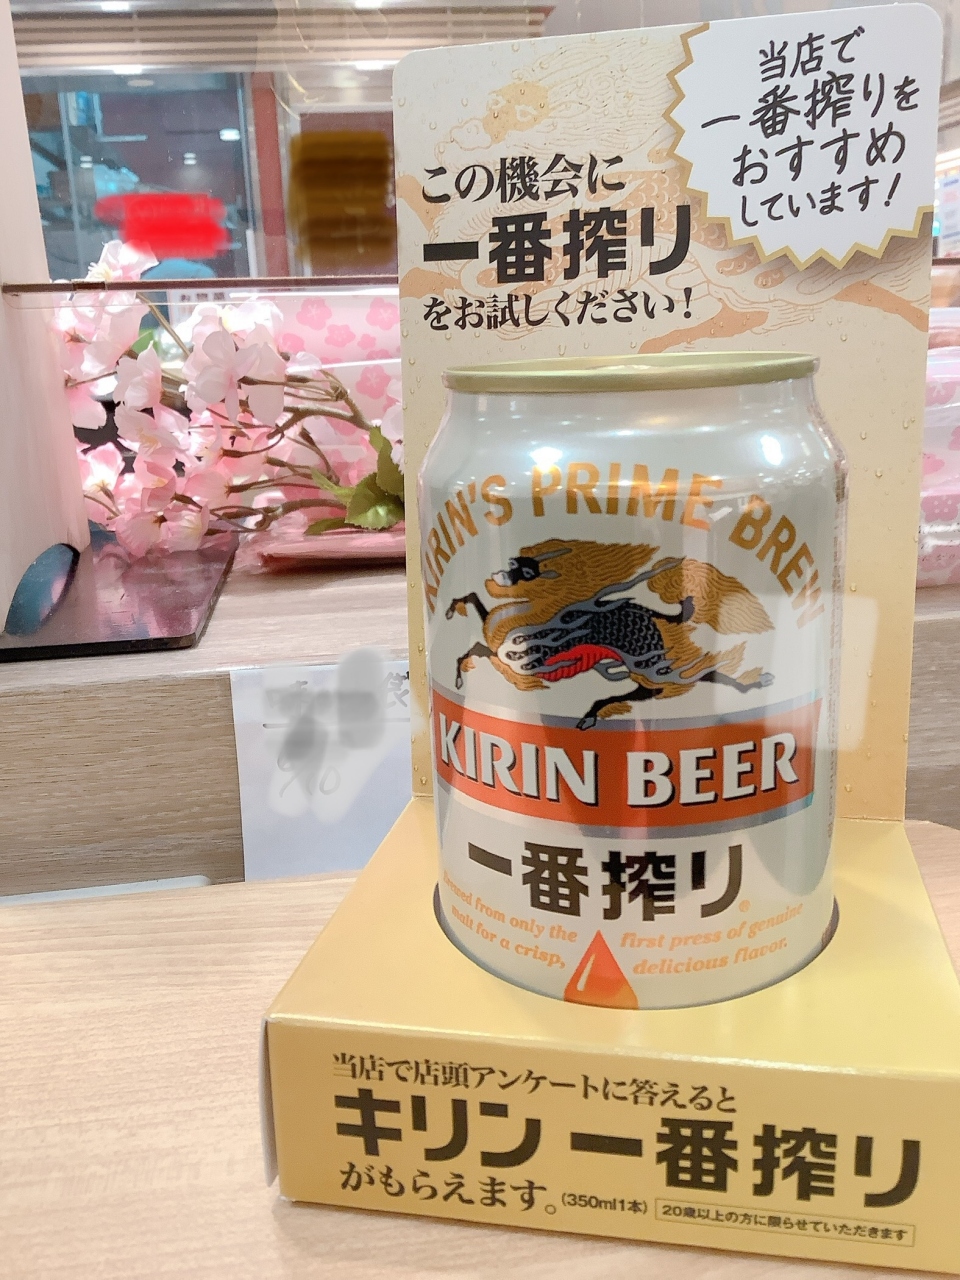 当店で
一番搾りを
おすすめ
しています!
この機会に
一番搾り
をお試しください!
KIRIN'S PRIME BREW
KIRIN BEER
一番搾り®
Brewed from only the first press of genuine
malt for a crisp, delicious flavor.
当店で店頭アンケートに答えると
キリン一番搾り
がもらえます。(350ml1本) 20歳以上の方に限らせていただきます